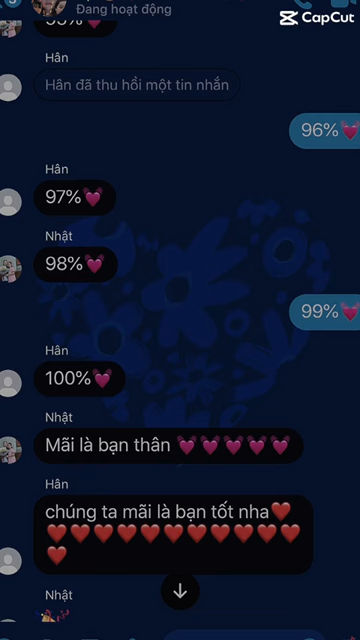 Đang hoạt động
CapCut
Hân
Hân đã thu hồi một tin nhắn
96%💓
Hân
97%💓
Nhật
98%💓
99%💓
Hân
100%💓
Nhật
Mãi là bạn thân 💓💓💓💓💓
Hân
chúng ta mãi là bạn tốt nha❤️
❤️❤️❤️❤️❤️❤️❤️❤️❤️❤️❤️
❤️
Nhật